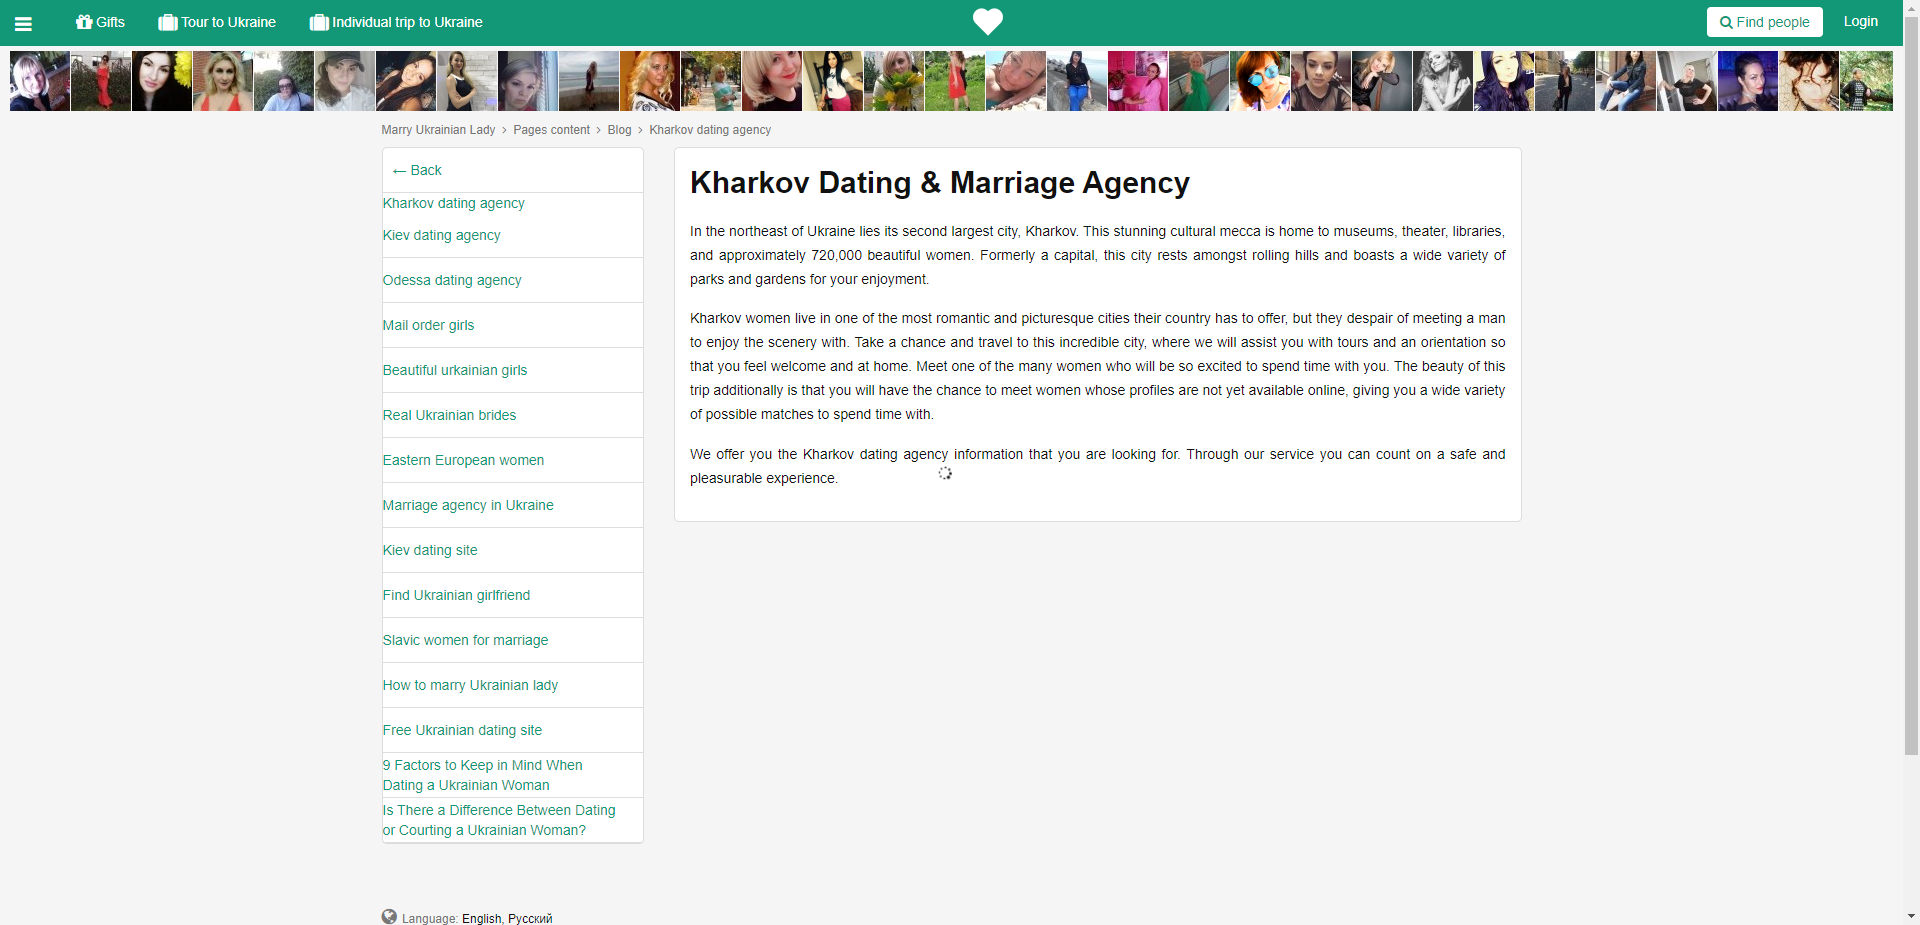 Gifts
Tour to Ukraine
Individual trip to Ukraine
Find people
Login
Marry Ukrainian Lady > Pages content > Blog > Kharkov dating agency
← Back
Kharkov dating agency
Kiev dating agency
Odessa dating agency
Mail order girls
Beautiful urkainian girls
Real Ukrainian brides
Eastern European women
Marriage agency in Ukraine
Kiev dating site
Find Ukrainian girlfriend
Slavic women for marriage
How to marry Ukrainian lady
Free Ukrainian dating site
9 Factors to Keep in Mind When
Dating a Ukrainian Woman
Is There a Difference Between Dating
or Courting a Ukrainian Woman?
Kharkov Dating & Marriage Agency
In the northeast of Ukraine lies its second largest city, Kharkov. This stunning cultural mecca is home to museums, theater, libraries,
and approximately 720,000 beautiful women. Formerly a capital, this city rests amongst rolling hills and boasts a wide variety of
parks and gardens for your enjoyment.
Kharkov women live in one of the most romantic and picturesque cities their country has to offer, but they despair of meeting a man
to enjoy the scenery with. Take a chance and travel to this incredible city, where we will assist you with tours and an orientation so
that you feel welcome and at home. Meet one of the many women who will be so excited to spend time with you. The beauty of this
trip additionally is that you will have the chance to meet women whose profiles are not yet available online, giving you a wide variety
of possible matches to spend time with.
We offer you the Kharkov dating agency information that you are looking for. Through our service you can count on a safe and
pleasurable experience.
Language: English, Русский